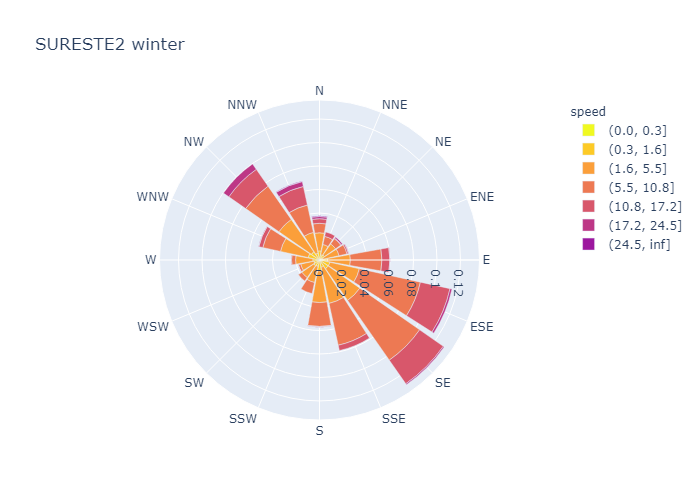 SURESTE2 winter
N
NNE
NE
ENE
E
ESE
SE
SSE
S
SSW
SW
WSW
W
WNW
NW
NNW
0
0.02
0.04
0.06
0.08
0.1
0.12
speed
(0.0, 0.3]
(0.3, 1.6]
(1.6, 5.5]
(5.5, 10.8]
(10.8, 17.2]
(17.2, 24.5]
(24.5, inf]